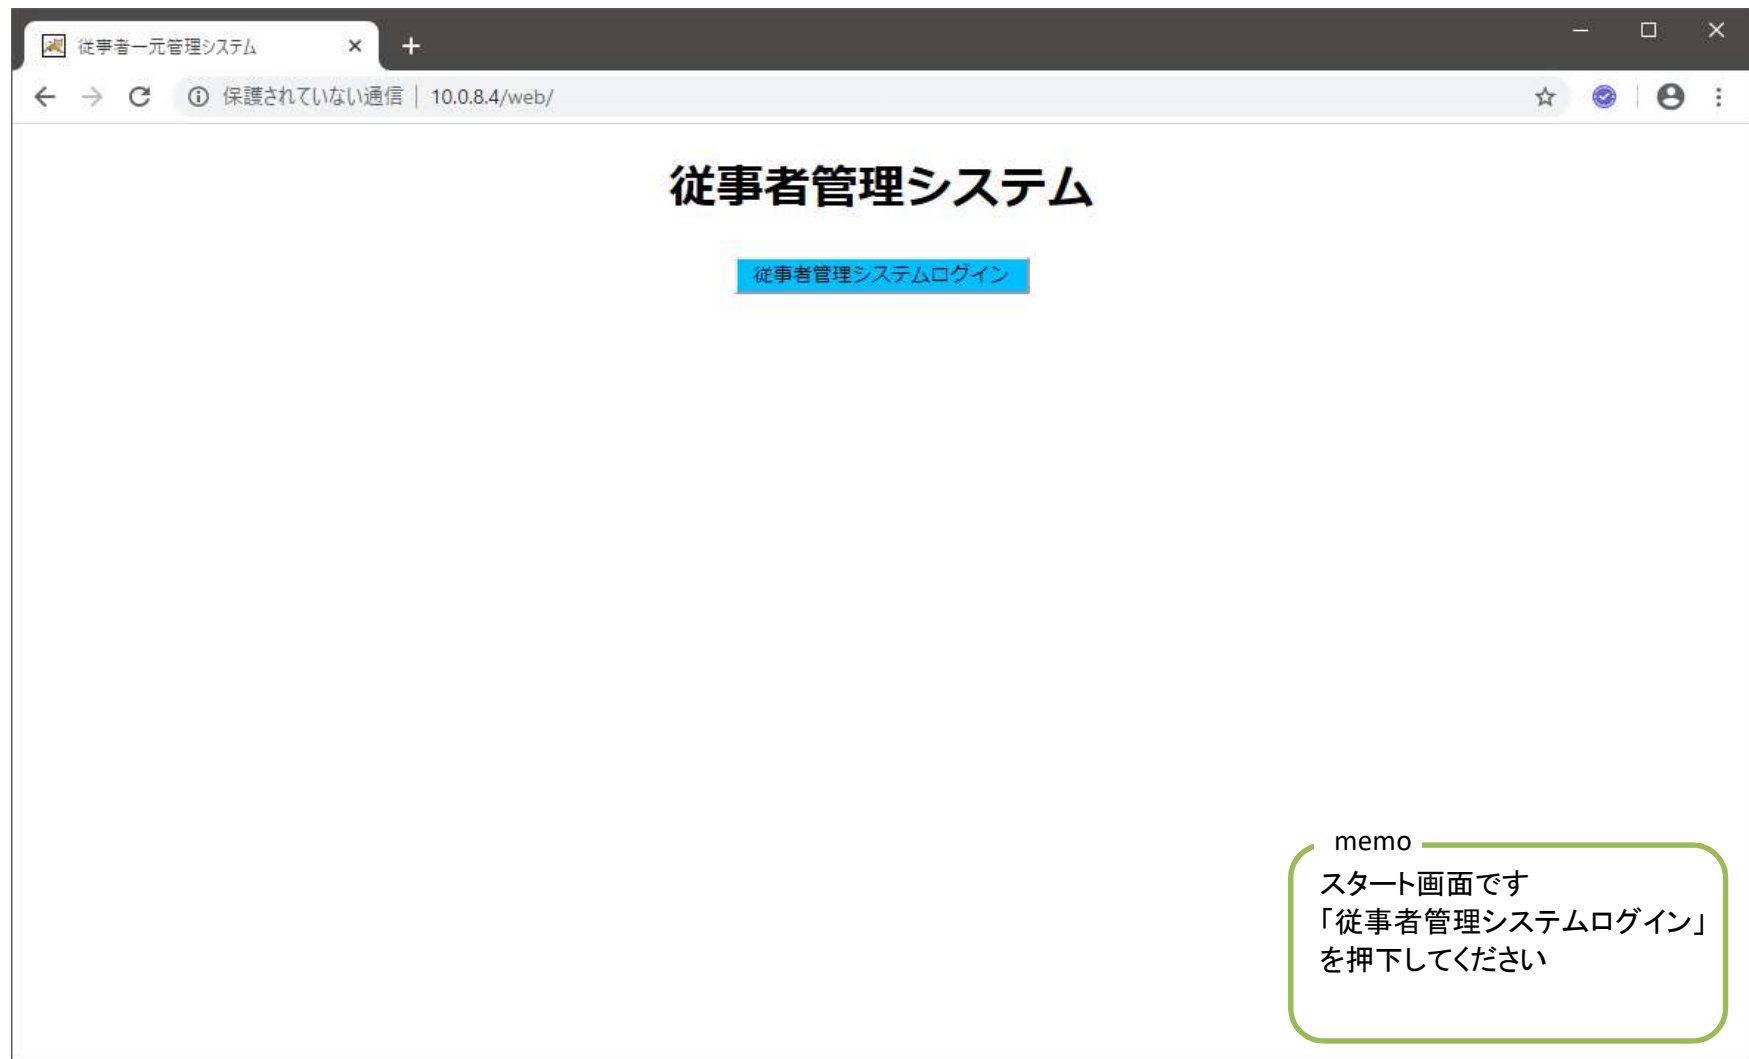 従事者一元管理システム
保護されていない通信 | 10.0.8.4/web/
従事者管理システム
従事者管理システムログイン
memo
スタート画面です
「従事者管理システムログイン」
を押下してください